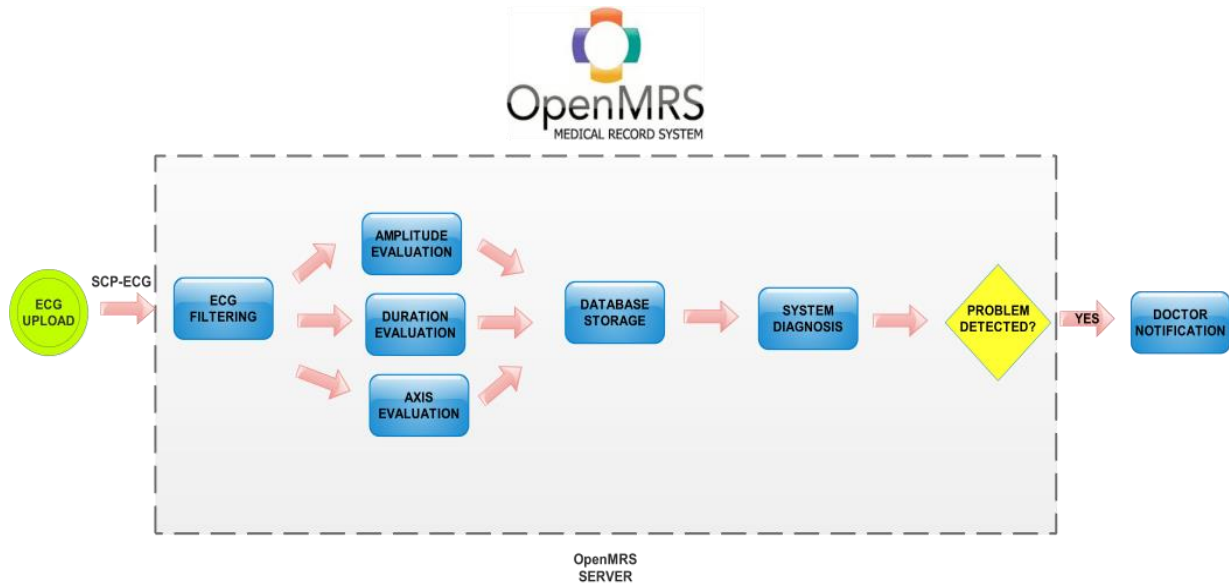 OpenMRS
MEDICAL RECORD SYSTEM
SCP-ECG
ECG
UPLOAD
ECG
FILTERING
AMPLITUDE
EVALUATION
DURATION
EVALUATION
AXIS
EVALUATION
DATABASE
STORAGE
SYSTEM
DIAGNOSIS
PROBLEM
DETECTED?
YES
DOCTOR
NOTIFICATION
OpenMRS
SERVER